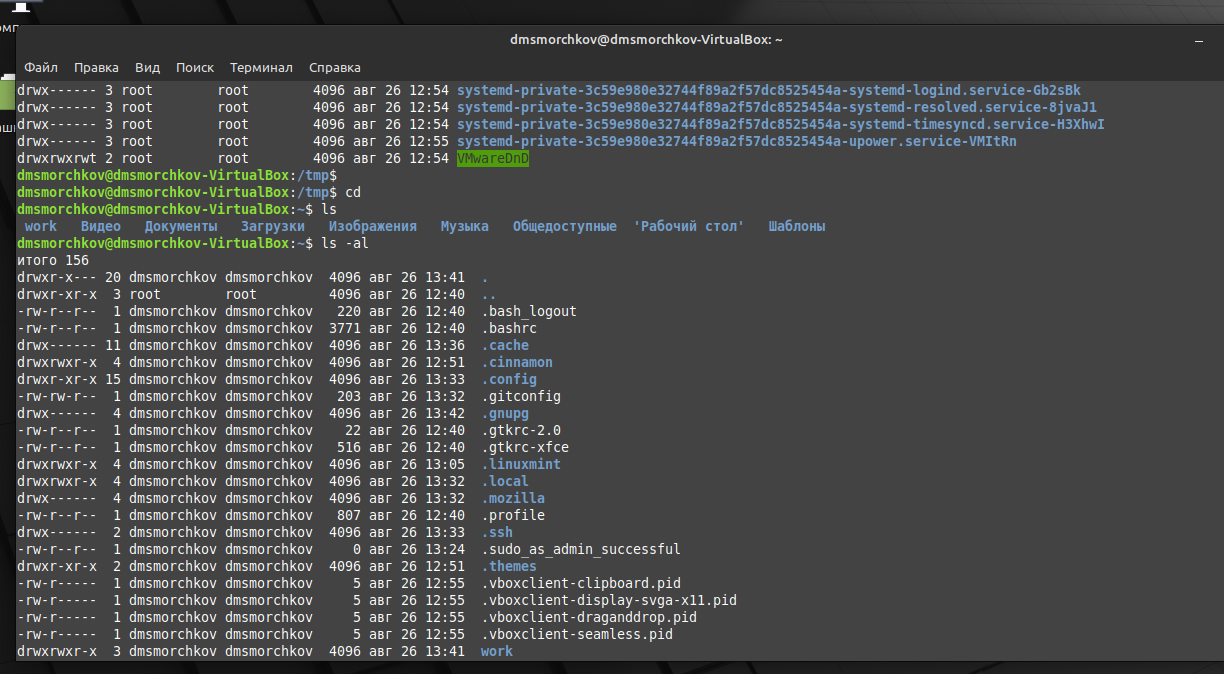 dmsmorchkov@dmsmorchkov-VirtualBox: ~
Файл Правка Вид Поиск Терминал Справка
drwx------ 3 root        root        4096 авг 26 12:54 systemd-private-3c59e980e32744f89a2f57dc8525454a-systemd-logind.service-Gb2sBk
drwx------ 3 root        root        4096 авг 26 12:54 systemd-private-3c59e980e32744f89a2f57dc8525454a-systemd-resolved.service-8jvaJ1
drwx------ 3 root        root        4096 авг 26 12:54 systemd-private-3c59e980e32744f89a2f57dc8525454a-systemd-timesyncd.service-H3XhwI
drwx------ 3 root        root        4096 авг 26 12:55 systemd-private-3c59e980e32744f89a2f57dc8525454a-upower.service-VMItRn
drwxrwxrwt 2 root        root        4096 авг 26 12:54 VMwareDnD
dmsmorchkov@dmsmorchkov-VirtualBox:/tmp$
dmsmorchkov@dmsmorchkov-VirtualBox:/tmp$ cd
dmsmorchkov@dmsmorchkov-VirtualBox:~$ ls
work   Видео   Документы   Загрузки   Изображения   Музыка   Общедоступные  'Рабочий стол'   Шаблоны
dmsmorchkov@dmsmorchkov-VirtualBox:~$ ls -al
итого 156
drwxr-x--- 20 dmsmorchkov dmsmorchkov  4096 авг 26 13:41  .
drwxr-xr-x  3 root        root         4096 авг 26 12:40  ..
-rw-r--r--  1 dmsmorchkov dmsmorchkov   220 авг 26 12:40  .bash_logout
-rw-r--r--  1 dmsmorchkov dmsmorchkov  3771 авг 26 12:40  .bashrc
drwx------ 11 dmsmorchkov dmsmorchkov  4096 авг 26 13:36  .cache
drwxrwxr-x  4 dmsmorchkov dmsmorchkov  4096 авг 26 12:51  .cinnamon
drwxr-xr-x 15 dmsmorchkov dmsmorchkov  4096 авг 26 13:33  .config
-rw-rw-r--  1 dmsmorchkov dmsmorchkov   203 авг 26 13:32  .gitconfig
drwx------  4 dmsmorchkov dmsmorchkov  4096 авг 26 13:42  .gnupg
-rw-r--r--  1 dmsmorchkov dmsmorchkov    22 авг 26 12:40  .gtkrc-2.0
-rw-r--r--  1 dmsmorchkov dmsmorchkov   516 авг 26 12:40  .gtkrc-xfce
drwxrwxr-x  4 dmsmorchkov dmsmorchkov  4096 авг 26 13:05  .linuxmint
drwxrwxr-x  4 dmsmorchkov dmsmorchkov  4096 авг 26 13:32  .local
drwx------  4 dmsmorchkov dmsmorchkov  4096 авг 26 13:32  .mozilla
-rw-r--r--  1 dmsmorchkov dmsmorchkov   807 авг 26 12:40  .profile
drwx------  2 dmsmorchkov dmsmorchkov  4096 авг 26 13:33  .ssh
-rw-r--r--  1 dmsmorchkov dmsmorchkov     0 авг 26 13:24  .sudo_as_admin_successful
drwxr-xr-x  2 dmsmorchkov dmsmorchkov  4096 авг 26 12:51  .themes
-rw-r-----  1 dmsmorchkov dmsmorchkov     5 авг 26 12:55  .vboxclient-clipboard.pid
-rw-r-----  1 dmsmorchkov dmsmorchkov     5 авг 26 12:55  .vboxclient-display-svga-x11.pid
-rw-r-----  1 dmsmorchkov dmsmorchkov     5 авг 26 12:55  .vboxclient-draganddrop.pid
-rw-r-----  1 dmsmorchkov dmsmorchkov     5 авг 26 12:55  .vboxclient-seamless.pid
drwxrwxr-x  3 dmsmorchkov dmsmorchkov  4096 авг 26 13:41  work